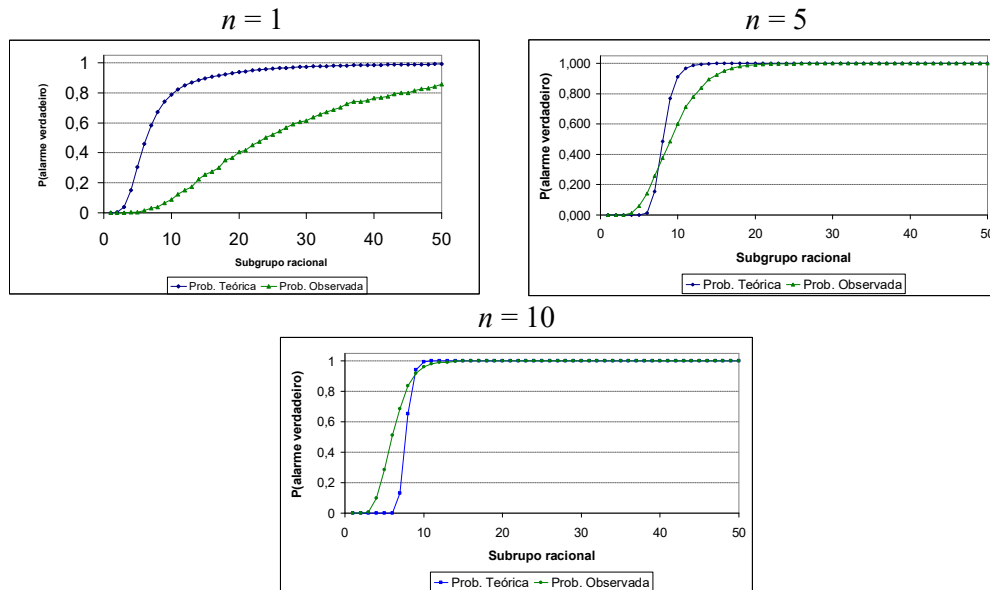 n = 1
n = 5
P(alarme verdadeiro)
1
0,8
0,6
0,4
0,2
0
0 10 20 30 40 50
Subgrupo racional
Prob. Teórica Prob. Observada
P(alarme verdadeiro)
1,000
0,800
0,600
0,400
0,200
0,000
0 10 20 30 40 50
Subgrupo racional
Prob. Teórica Prob. Observada
n = 10
P(alarme verdadeiro)
1
0,8
0,6
0,4
0,2
0
0 10 20 30 40 50
Subrupo racional
Prob. Teórica Prob. Observada